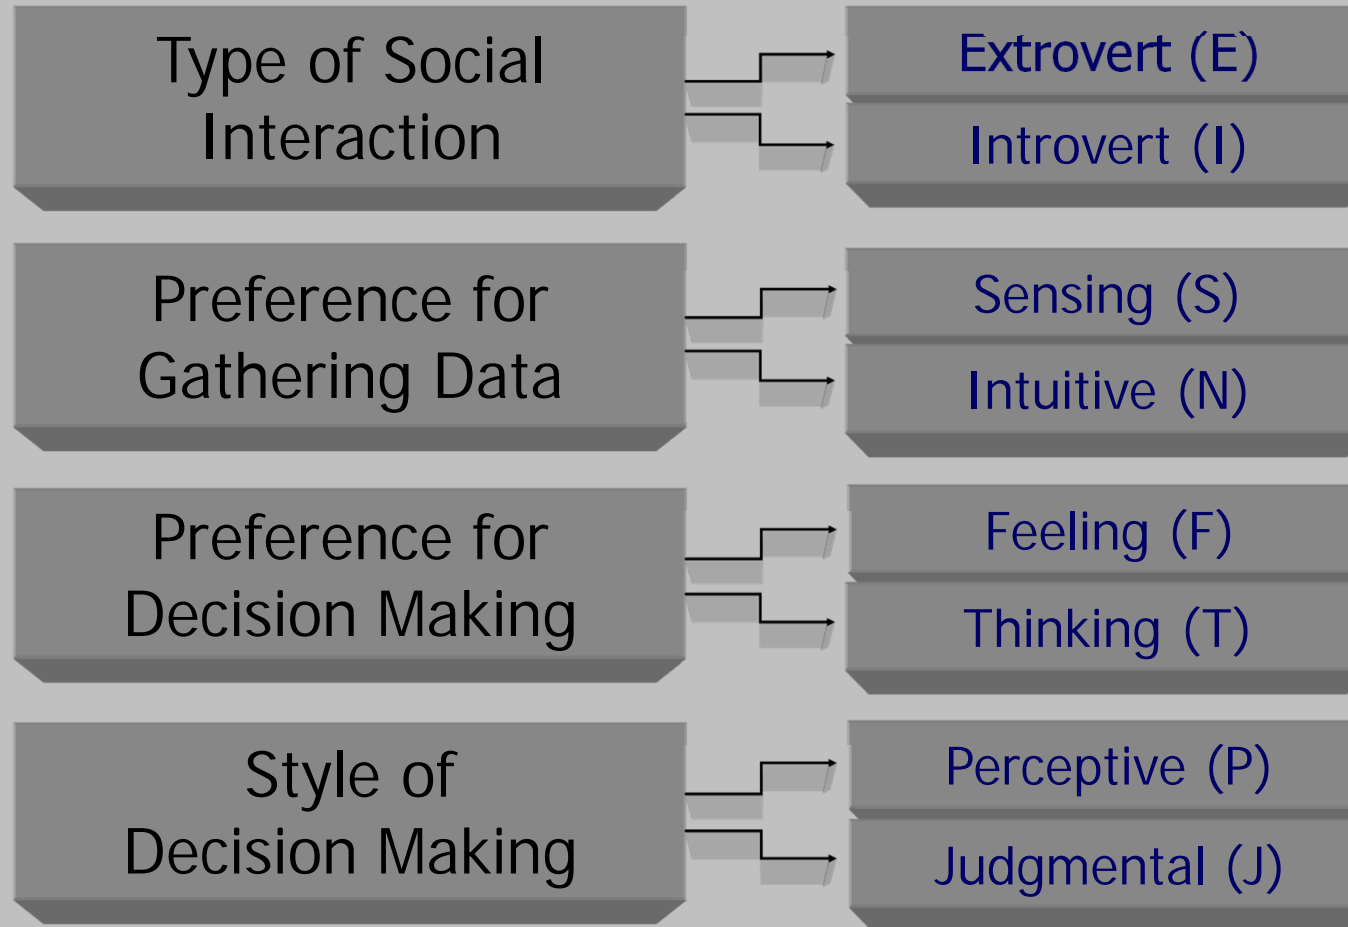 Type of Social
Interaction
Extrovert (E)
Introvert (I)
Preference for
Gathering Data
Sensing (S)
Intuitive (N)
Preference for
Decision Making
Feeling (F)
Thinking (T)
Style of
Decision Making
Perceptive (P)
Judgmental (J)